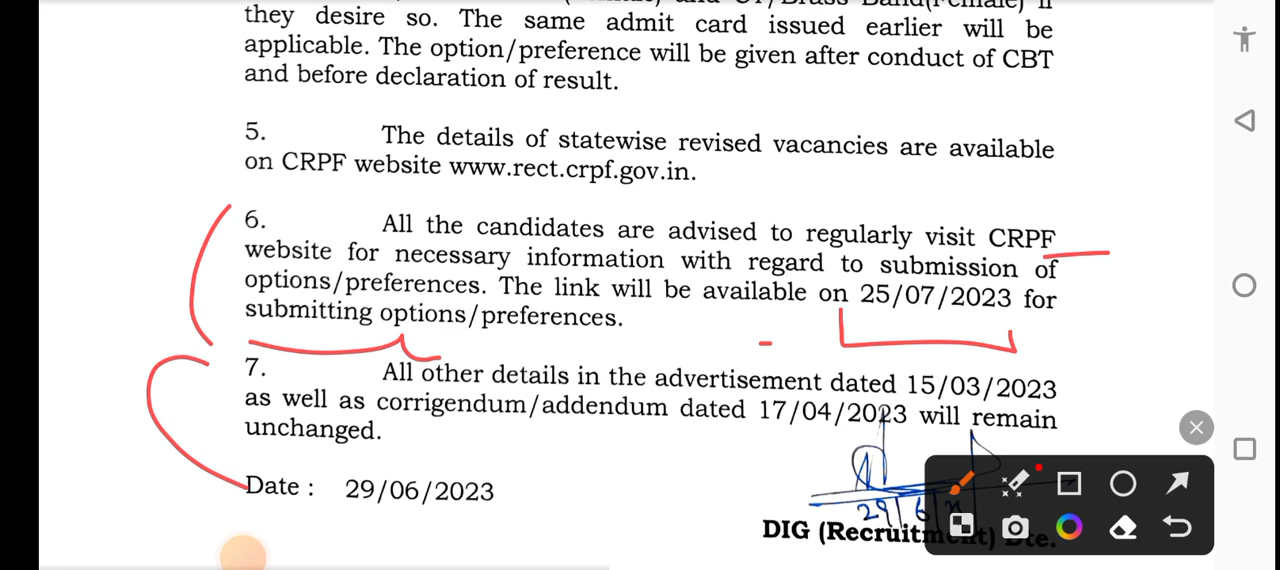 they desire so. The same admit card issued earlier will be
applicable. The option/preference will be given after conduct of CBT
and before declaration of result.
5. The details of statewise revised vacancies are available
on CRPF website www.rect.crpf.gov.in.
6. All the candidates are advised to regularly visit CRPF
website for necessary information with regard to submission of
options/preferences. The link will be available on 25/07/2023 for
submitting options/preferences.
7. All other details in the advertisement dated 15/03/2023
as well as corrigendum/addendum dated 17/04/2023 will remain
unchanged.
Date : 29/06/2023
29/6/
DIG (Recruitment) Dte.